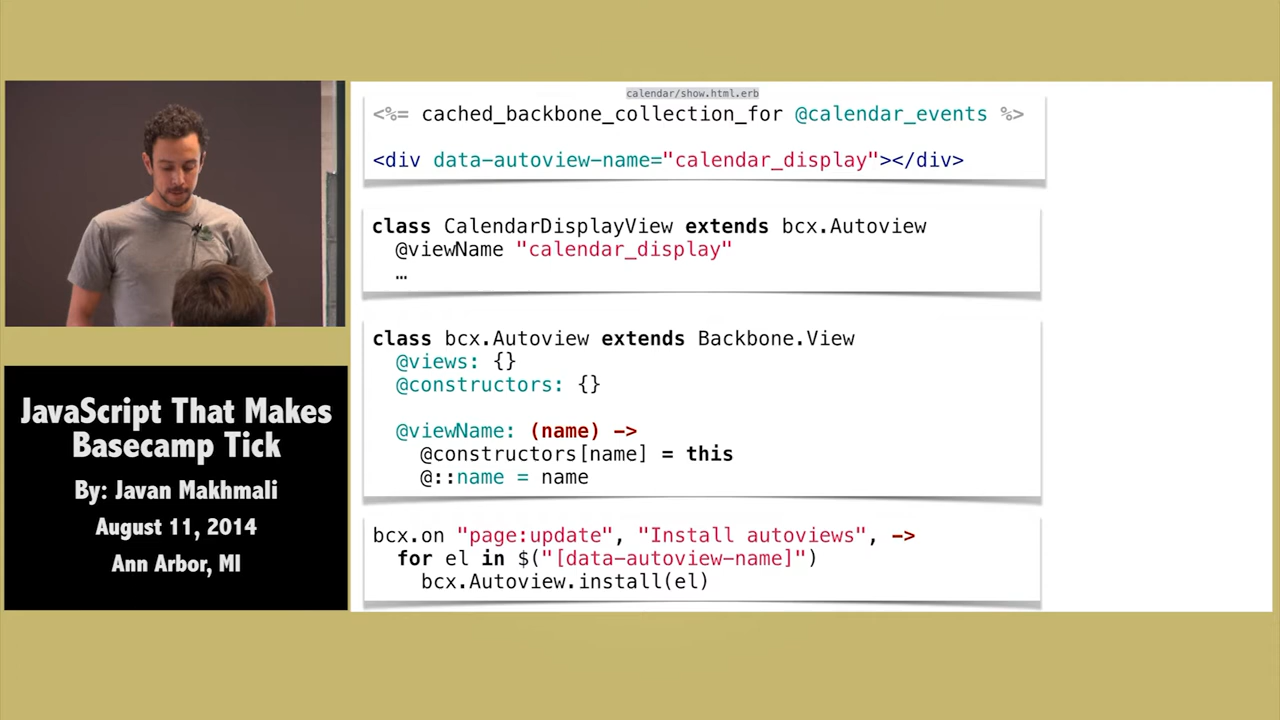 calendar/show.html.erb
<%= cached_backbone_collection_for @calendar_events %>
<div data-autoview-name="calendar_display"></div>
class CalendarDisplayView extends bcx.Autoview
@viewName "calendar_display"
…
class bcx.Autoview extends Backbone.View
@views: {}
@constructors: {}
@viewName: (name) ->
@constructors[name] = this
@::name = name
bcx.on "page:update", "Install autoviews", ->
for el in $("[data-autoview-name]")
bcx.Autoview.install(el)
JavaScript That Makes
Basecamp Tick
By: Javan Makhmali
August 11, 2014
Ann Arbor, MI